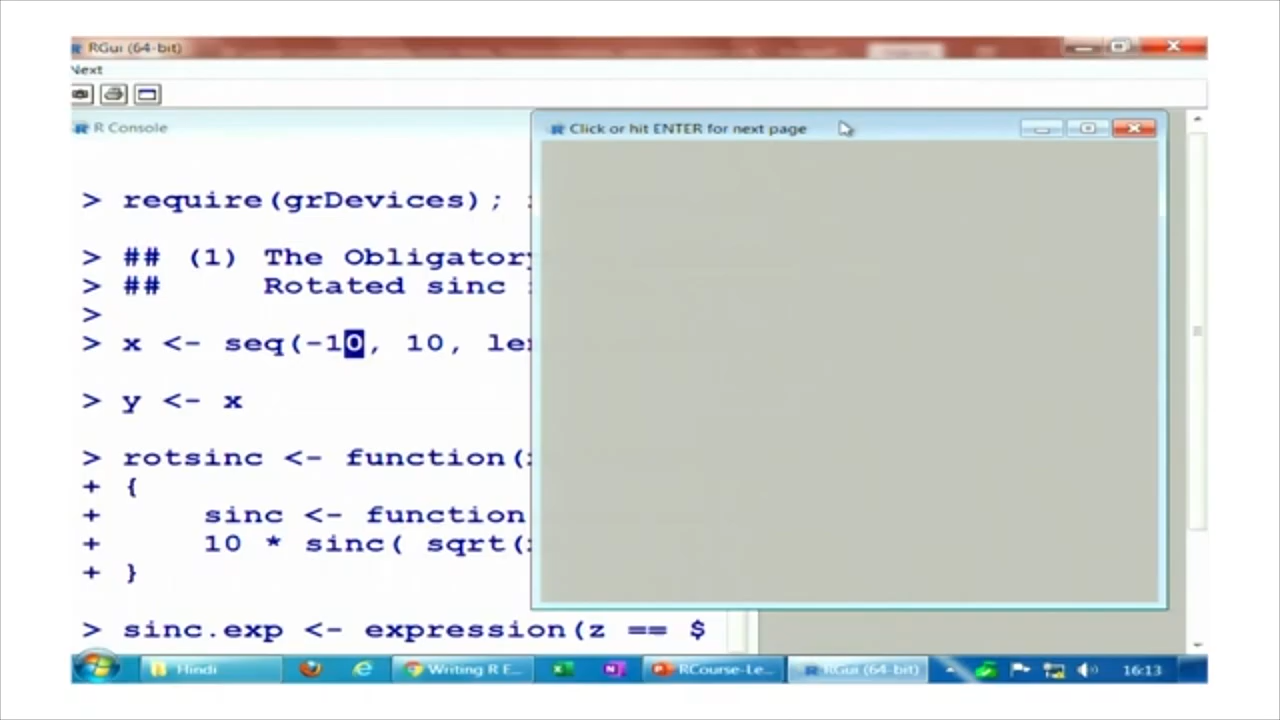 RGui (64-bit)
Next
R Console
Click or hit ENTER for next page
> require(grDevices);
> ## (1) The Obligatory
> ##     Rotated sinc
>
> x <- seq(-10, 10, le
> y <- x
> rotsinc <- function(
+ {
+     sinc <- function
+     10 * sinc( sqrt(
+ }
> sinc.exp <- expression(z == $
Hindi
Writing R E...
RCourse-Le...
RGui (64-bit)
16:13